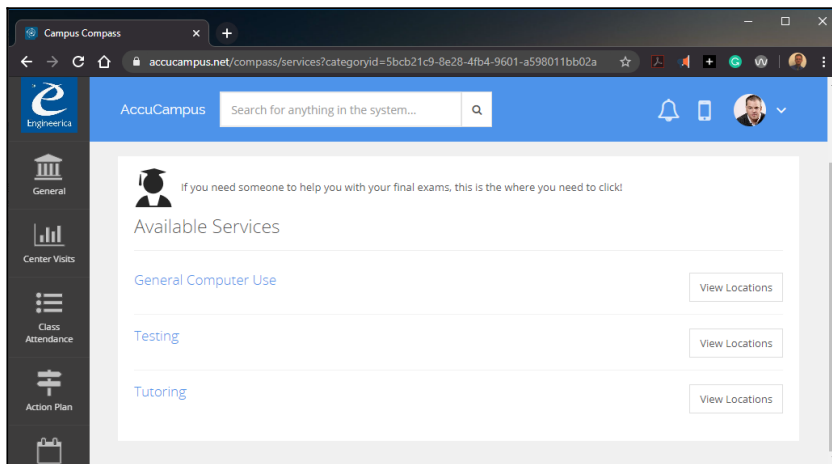 Campus Compass
accucampus.net/compass/services?categoryid=5bcb21c9-8e28-4fb4-9601-a598011bb02a
Engineerica
AccuCampus
Search for anything in the system...
General
If you need someone to help you with your final exams, this is the where you need to click!
Available Services
Center Visits
General Computer Use
View Locations
Class
Attendance
Testing
View Locations
Action Plan
Tutoring
View Locations